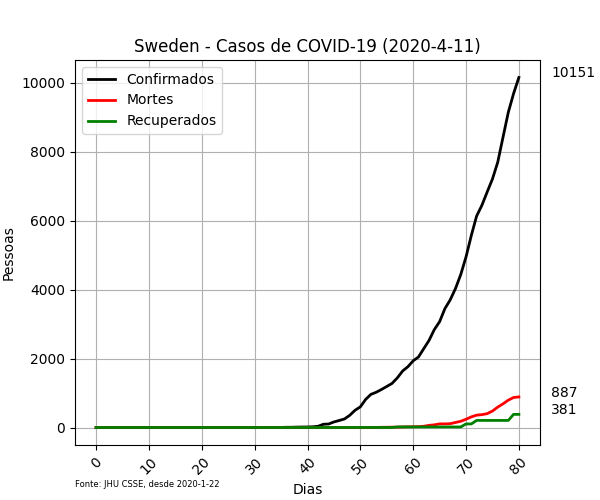 Sweden - Casos de COVID-19 (2020-4-11)
Confirmados
Mortes
Recuperados
Pessoas
10000
8000
6000
4000
2000
0
10151
887
381
0 10 20 30 40 50 60 70 80
Dias
Fonte: JHU CSSE, desde 2020-1-22